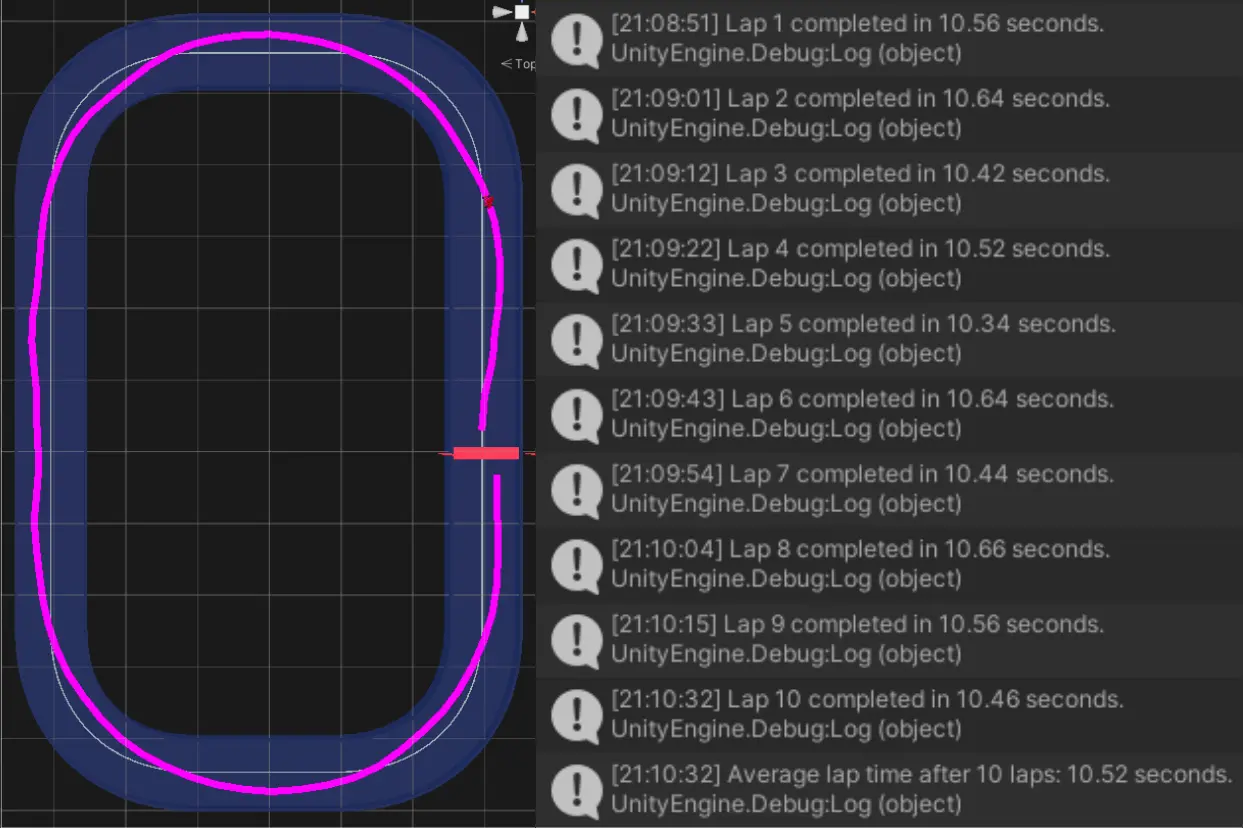 <Top
[21:08:51] Lap 1 completed in 10.56 seconds.
UnityEngine.Debug:Log (object)
[21:09:01] Lap 2 completed in 10.64 seconds.
UnityEngine.Debug:Log (object)
[21:09:12] Lap 3 completed in 10.42 seconds.
UnityEngine.Debug:Log (object)
[21:09:22] Lap 4 completed in 10.52 seconds.
UnityEngine.Debug:Log (object)
[21:09:33] Lap 5 completed in 10.34 seconds.
UnityEngine.Debug:Log (object)
[21:09:43] Lap 6 completed in 10.64 seconds.
UnityEngine.Debug:Log (object)
[21:09:54] Lap 7 completed in 10.44 seconds.
UnityEngine.Debug:Log (object)
[21:10:04] Lap 8 completed in 10.66 seconds.
UnityEngine.Debug:Log (object)
[21:10:15] Lap 9 completed in 10.56 seconds.
UnityEngine.Debug:Log (object)
[21:10:32] Lap 10 completed in 10.46 seconds.
UnityEngine.Debug:Log (object)
[21:10:32] Average lap time after 10 laps: 10.52 seconds.
UnityEngine.Debug:Log (object)